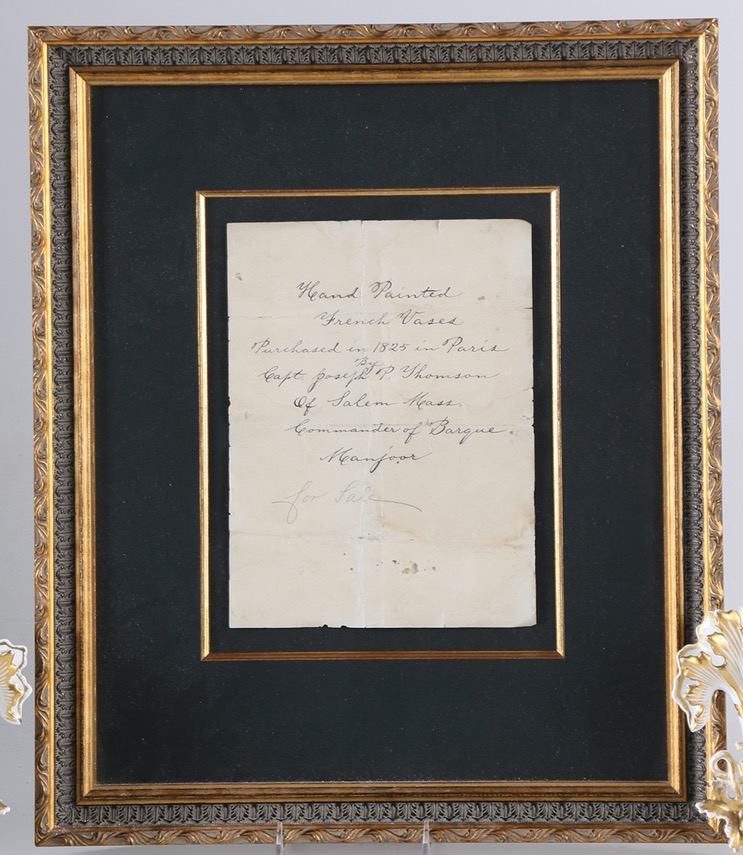 Hand Painted
French Vases
Purchased in 1825 in Paris
By
Capt. Joseph P. Thomson
Of Salem Mass.
Commander of Barque
Manjoor
for Sale